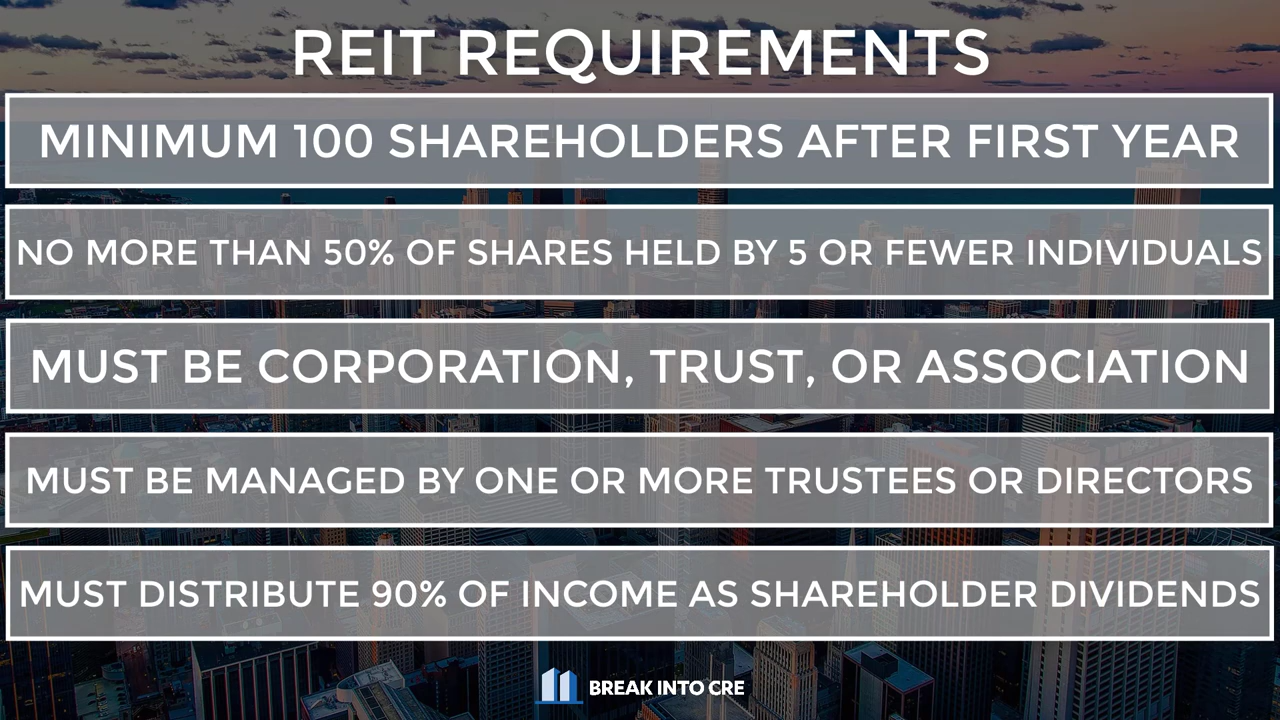 REIT REQUIREMENTS
MINIMUM 100 SHAREHOLDERS AFTER FIRST YEAR
NO MORE THAN 50% OF SHARES HELD BY 5 OR FEWER INDIVIDUALS
MUST BE CORPORATION, TRUST, OR ASSOCIATION
MUST BE MANAGED BY ONE OR MORE TRUSTEES OR DIRECTORS
MUST DISTRIBUTE 90% OF INCOME AS SHAREHOLDER DIVIDENDS
BREAK INTO CRE